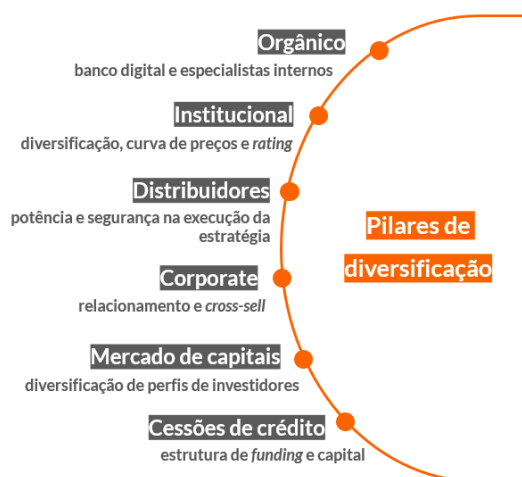 Orgânico
banco digital e especialistas internos
Institucional
diversificação, curva de preços e rating
Distribuidores
potência e segurança na execução da
estratégia
Pilares de
diversificação
Corporate
relacionamento e cross-sell
Mercado de capitais
diversificação de perfis de investidores
Cessões de crédito
estrutura de funding e capital